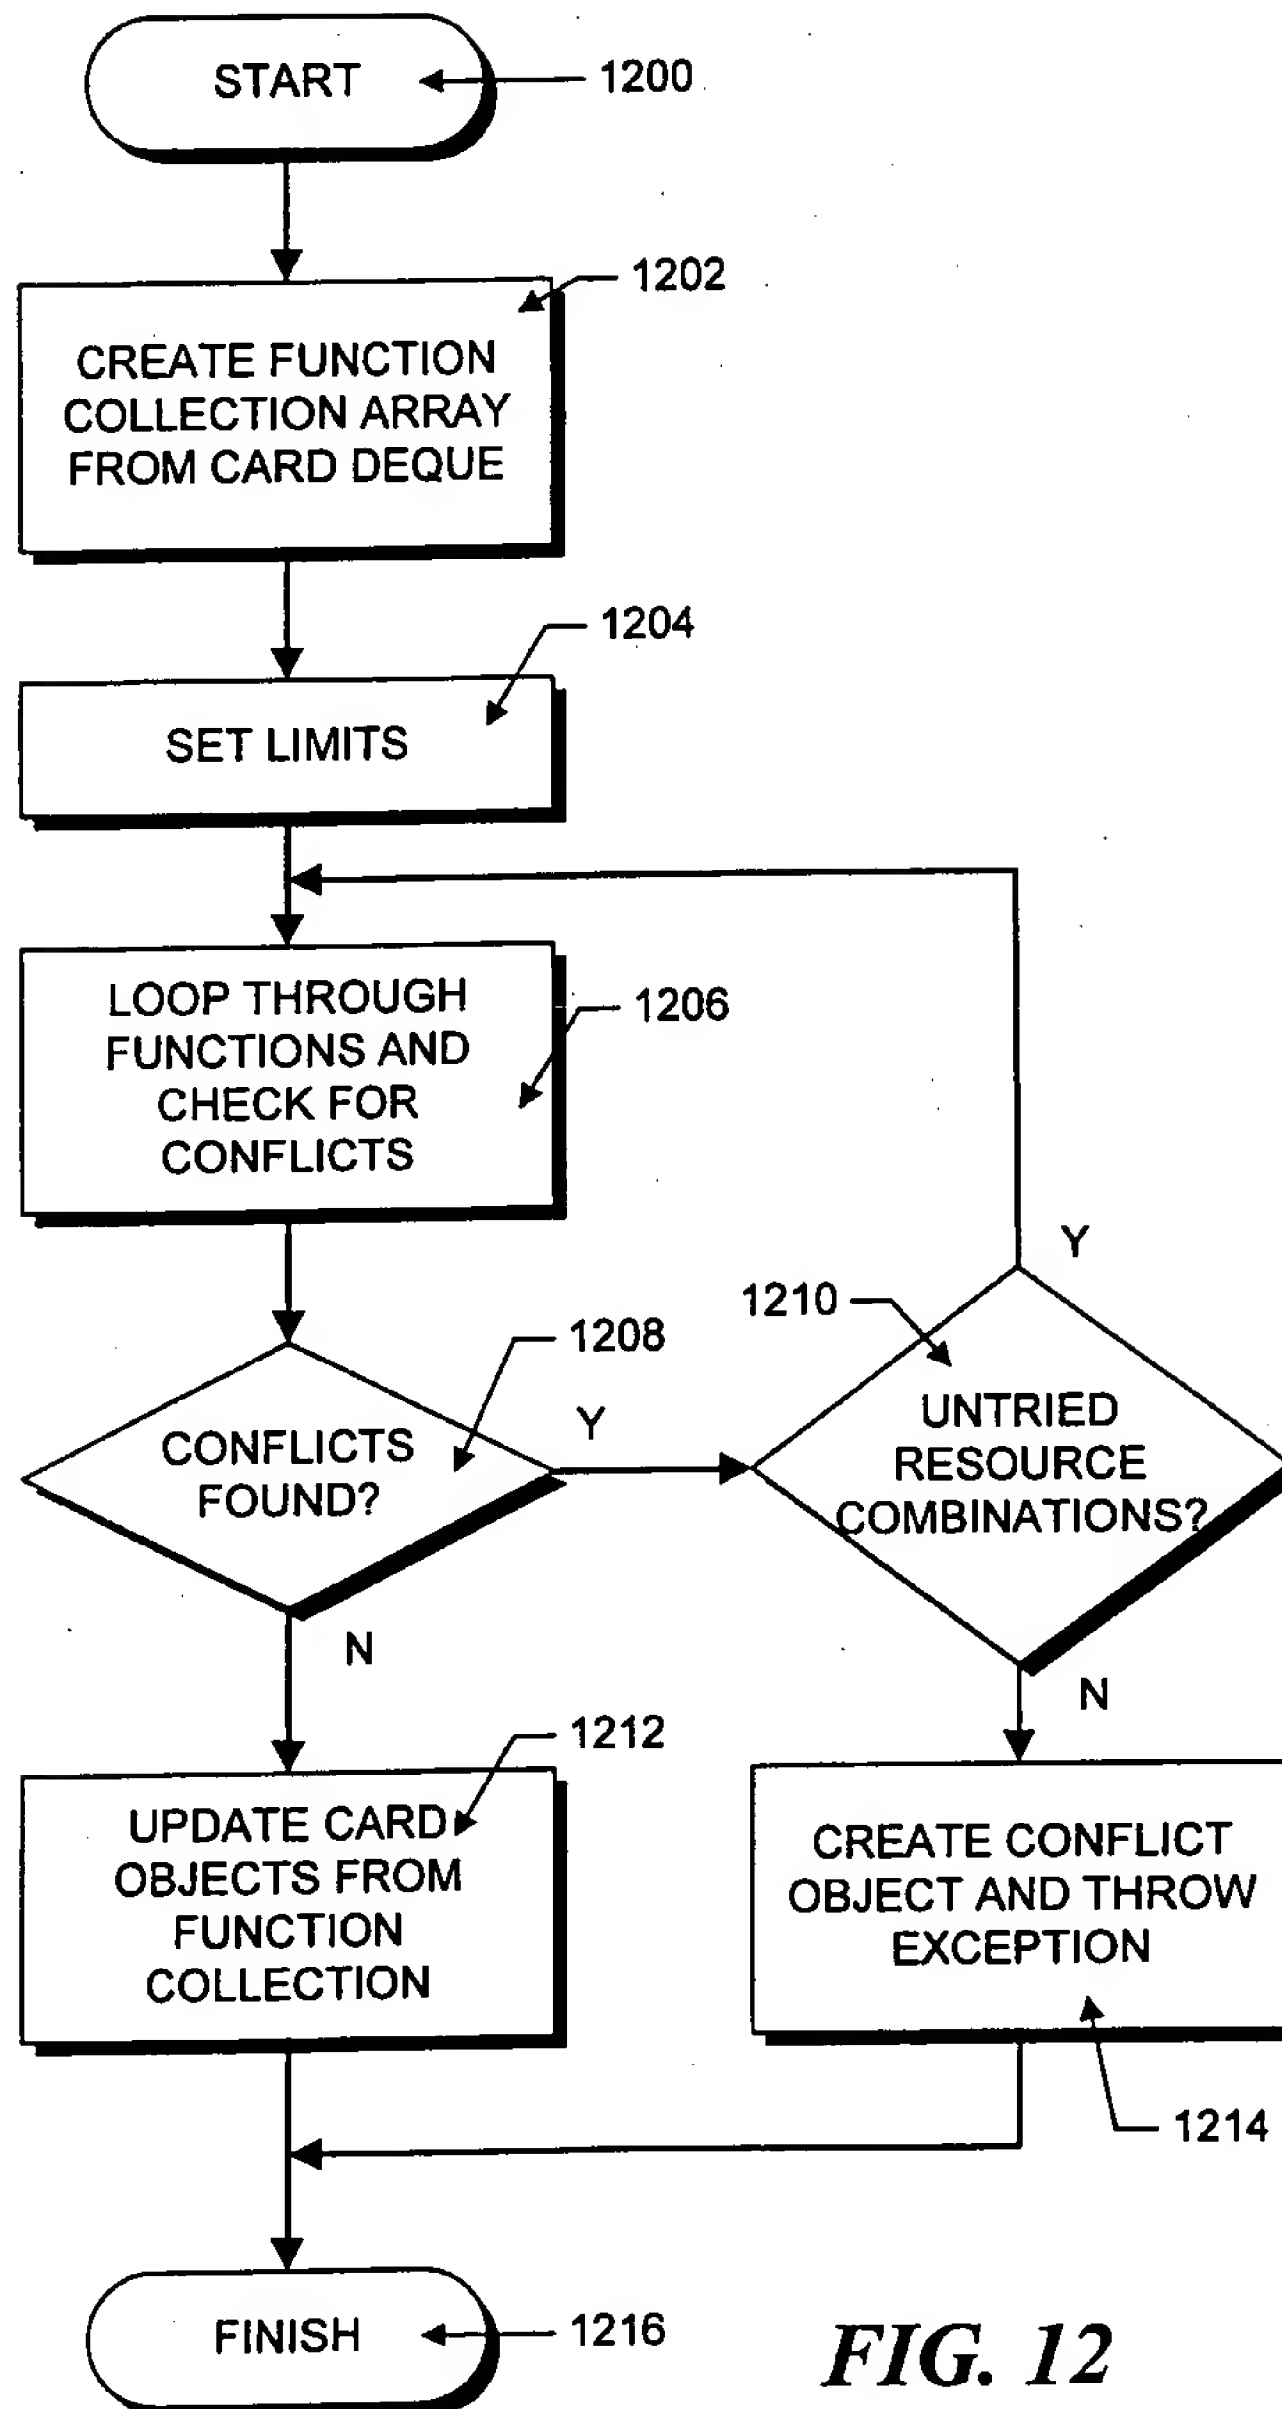 START
1200
1202
CREATE FUNCTION
COLLECTION ARRAY
FROM CARD DEQUE
1204
SET LIMITS
LOOP THROUGH
FUNCTIONS AND
CHECK FOR
CONFLICTS
1206
Y
1210
1208
CONFLICTS
FOUND?
Y
UNTRIED
RESOURCE
COMBINATIONS?
N
N
1212
UPDATE CARD
OBJECTS FROM
FUNCTION
COLLECTION
CREATE CONFLICT
OBJECT AND THROW
EXCEPTION
1214
FINISH
1216
FIG. 12